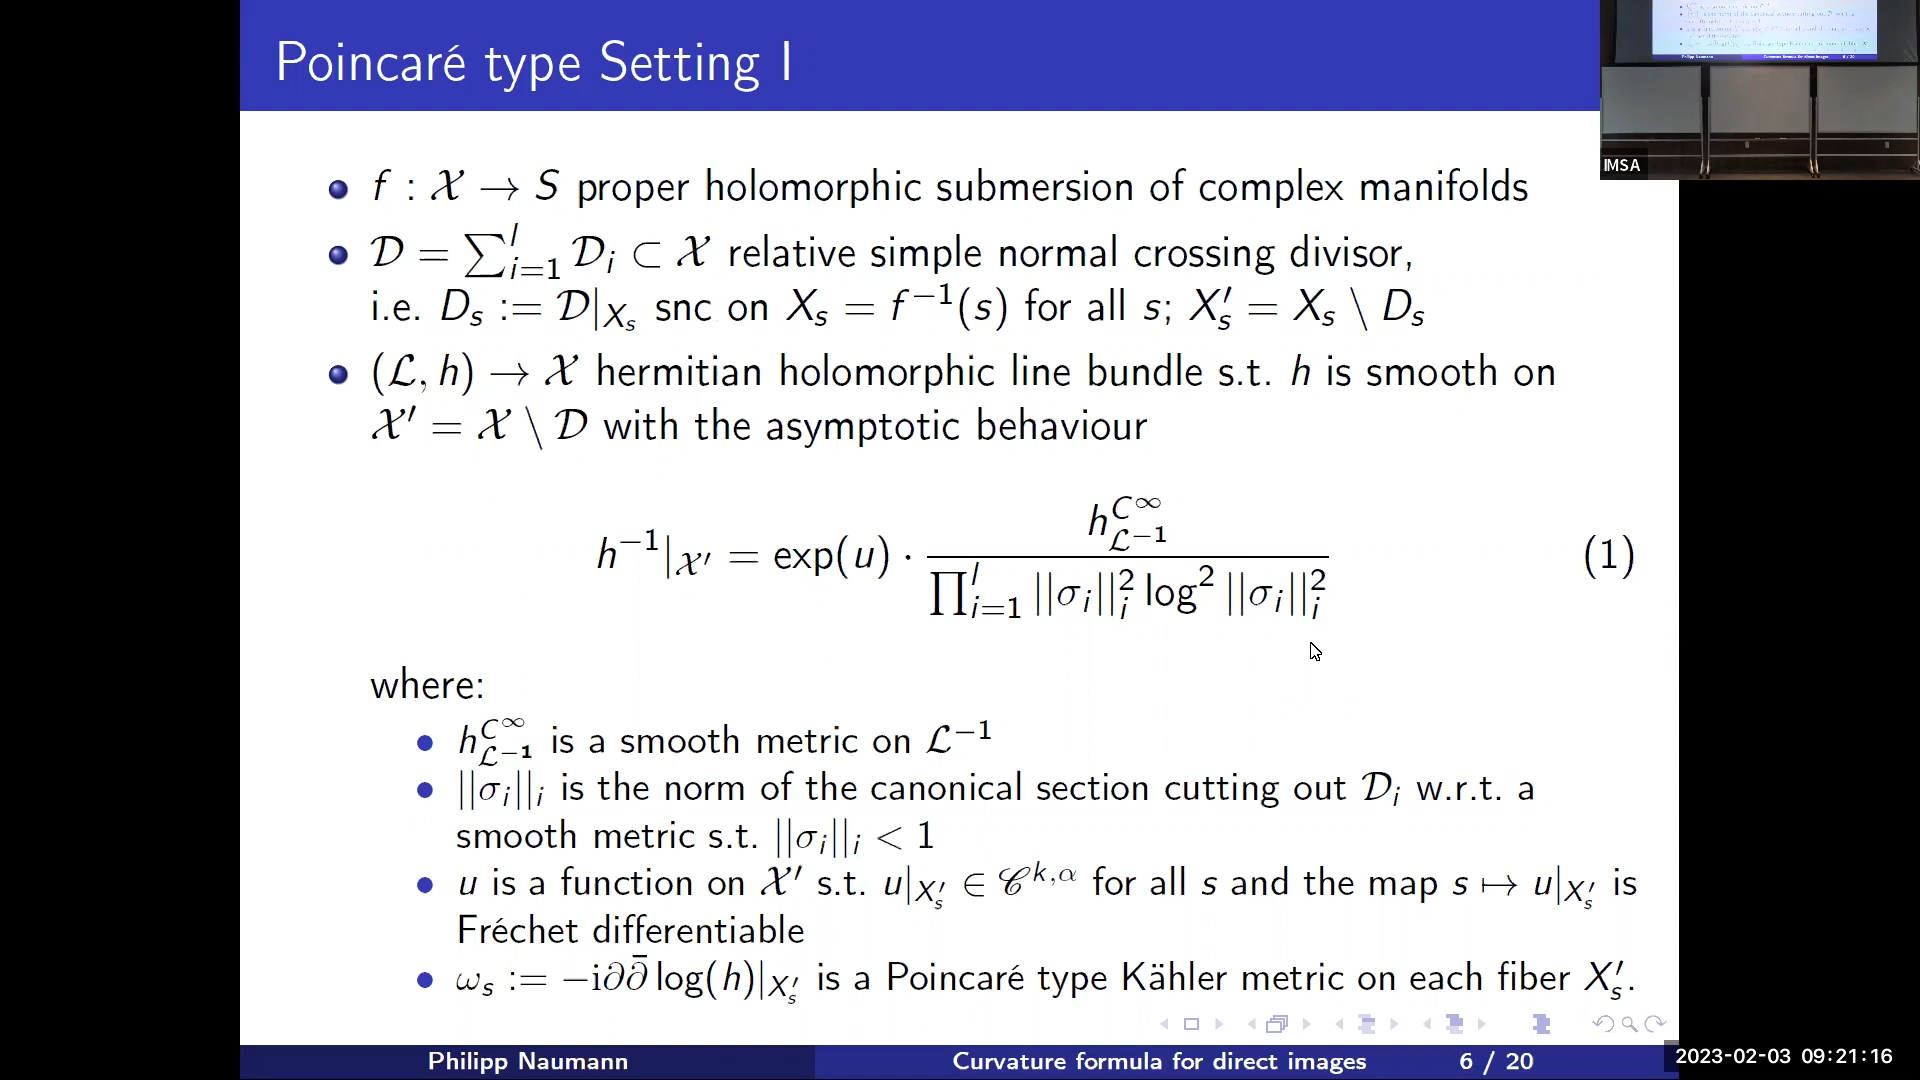 Poincaré type Setting I
f : 𝒳 → S proper holomorphic submersion of complex manifolds
𝒟 = ∑_{i=1}^{l} 𝒟_i ⊂ 𝒳 relative simple normal crossing divisor,
i.e. D_s := 𝒟|_{X_s} snc on X_s = f^{−1}(s) for all s; X′_s = X_s \ D_s
(ℒ, h) → 𝒳 hermitian holomorphic line bundle s.t. h is smooth on
𝒳′ = 𝒳 \ 𝒟 with the asymptotic behaviour
h^{−1}|_{𝒳′} = exp(u) · h^{C^∞}_{ℒ^{−1}} / ∏_{i=1}^{l} ||σ_i||_i^2 log^2 ||σ_i||_i^2 (1)
where:
h^{C^∞}_{ℒ^{−1}} is a smooth metric on ℒ^{−1}
||σ_i||_i is the norm of the canonical section cutting out 𝒟_i w.r.t. a
smooth metric s.t. ||σ_i||_i < 1
u is a function on 𝒳′ s.t. u|_{X′_s} ∈ 𝒞^{k,α} for all s and the map s ↦ u|_{X′_s} is
Fréchet differentiable
ω_s := −i∂∂̄ log(h)|_{X′_s} is a Poincaré type Kähler metric on each fiber X′_s.
Philipp Naumann Curvature formula for direct images 6 / 20
IMSA
2023-02-03 09:21:16